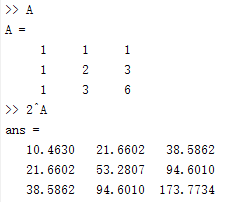 >> A
A =
1 1 1
1 2 3
1 3 6
>> 2^A
ans =
10.4630 21.6602 38.5862
21.6602 53.2807 94.6010
38.5862 94.6010 173.7734